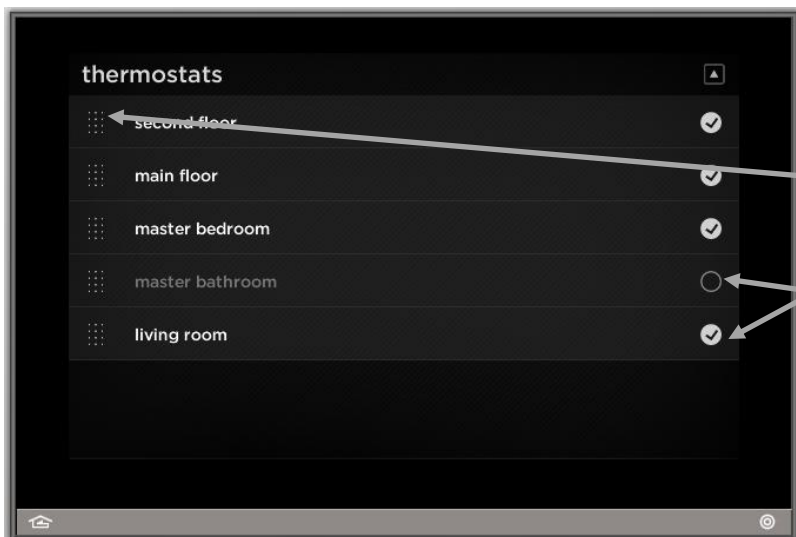 thermostats
second floor
main floor
master bedroom
master bathroom
living room